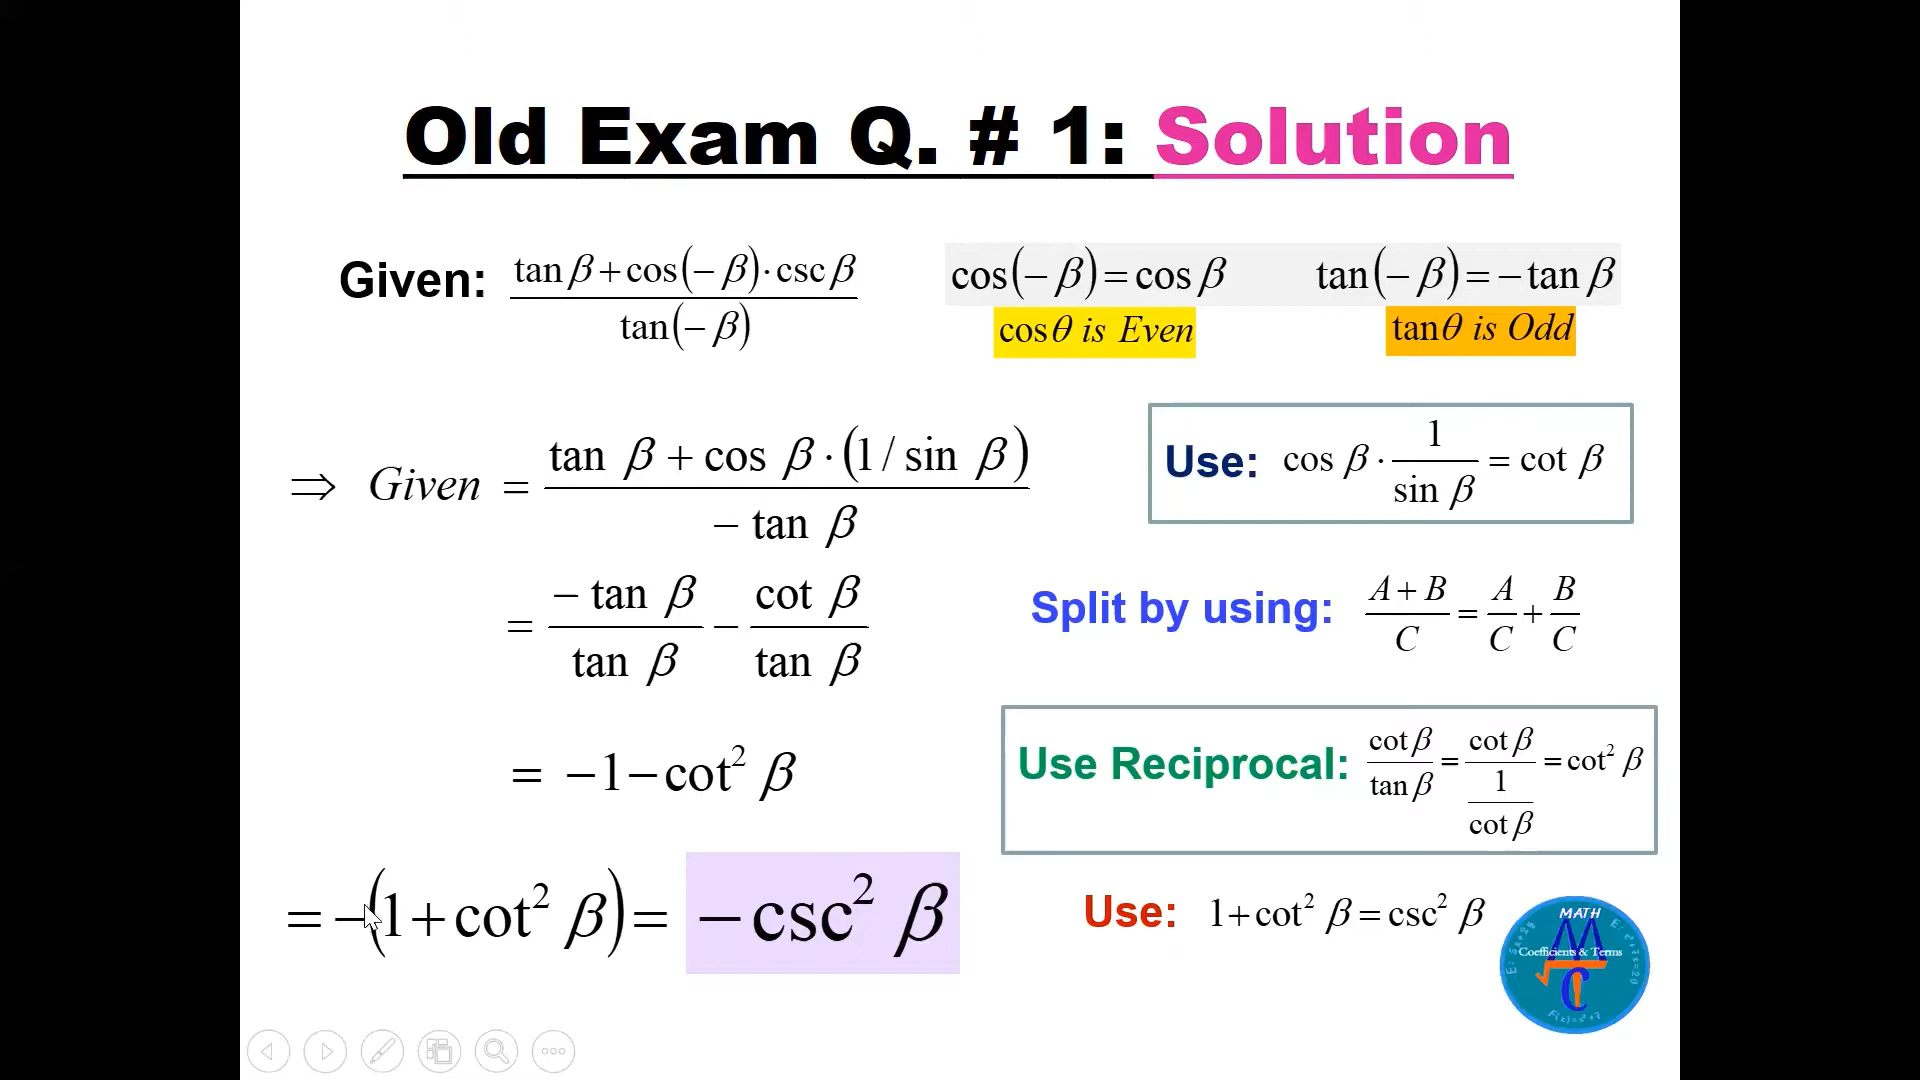 Old Exam Q. # 1: Solution
Given: (tan β + cos(− β) · csc β) / tan(− β)
cos(− β) = cos β
tan(− β) = − tan β
cos θ is Even
tan θ is Odd
⇒ Given = (tan β + cos β · (1 / sin β)) / (− tan β)
Use: cos β · 1 / sin β = cot β
= (− tan β) / (tan β) − (cot β) / (tan β)
Split by using: (A + B) / C = A / C + B / C
= −1 − cot² β
Use Reciprocal: cot β / tan β = cot β / (1 / cot β) = cot² β
= −(1 + cot² β) = − csc² β
Use: 1 + cot² β = csc² β
MATH
Coefficients & Terms